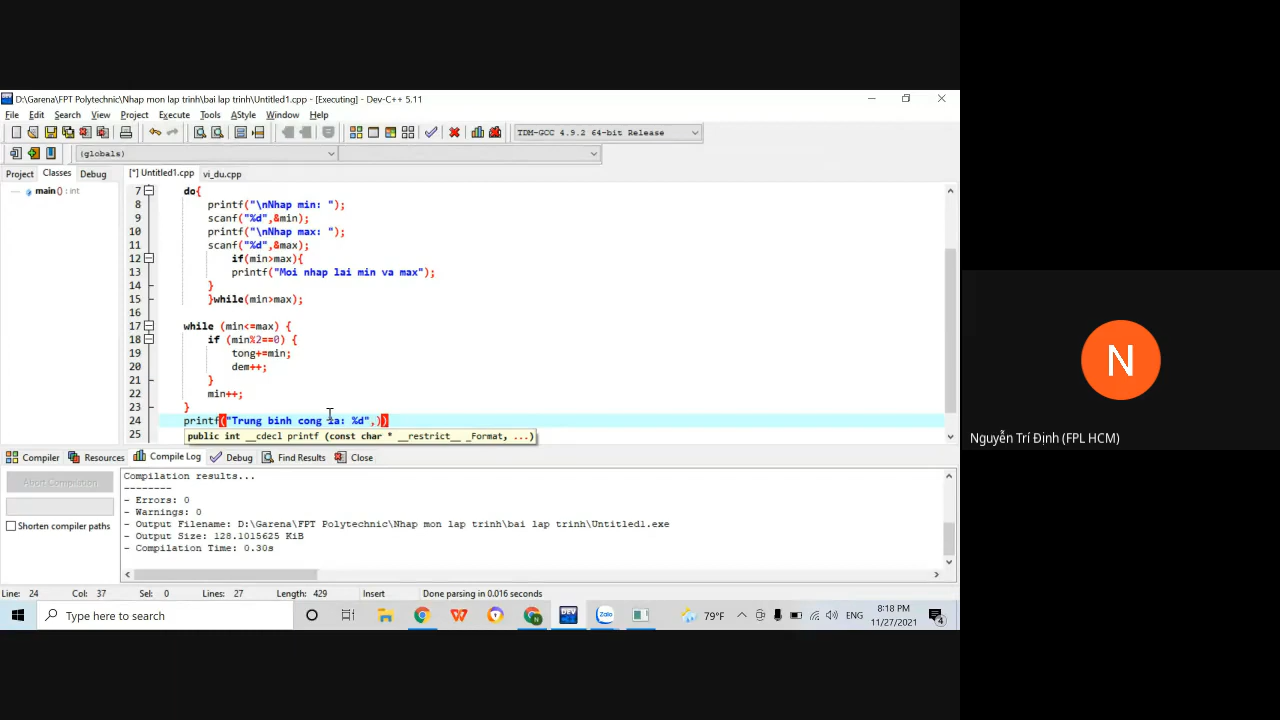 D:\Garena\FPT Polytechnic\Nhap mon lap trinh\bai lap trinh\Untitled1.cpp - [Executing] - Dev-C++ 5.11
File Edit Search View Project Execute Tools AStyle Window Help
TDM-GCC 4.9.2 64-bit Release
(globals)
Project Classes Debug [*] Untitled1.cpp vi_du.cpp
main() : int
7 do{
8 printf("\nNhap min: ");
9 scanf("%d",&min);
10 printf("\nNhap max: ");
11 scanf("%d",&max);
12 if(min>max){
13 printf("Moi nhap lai min va max");
14 }
15 }while(min>max);
16
17 while (min<=max) {
18 if (min%2==0) {
19 tong+=min;
20 dem++;
21 }
22 min++;
23 }
24 printf("Trung binh cong la: %d",)
25
public int __cdecl printf (const char * __restrict__ _Format, ...)
Compiler Resources Compile Log Debug Find Results Close
Abort Compilation
Shorten compiler paths
Compilation results...
--------
- Errors: 0
- Warnings: 0
- Output Filename: D:\Garena\FPT Polytechnic\Nhap mon lap trinh\bai lap trinh\Untitled1.exe
- Output Size: 128.1015625 KiB
- Compilation Time: 0.30s
Line: 24 Col: 37 Sel: 0 Lines: 27 Length: 429 Insert Done parsing in 0.016 seconds
Type here to search
DEV
Zalo
N
79°F
ENG
8:18 PM
11/27/2021
4
N
Nguyễn Trí Định (FPL HCM)